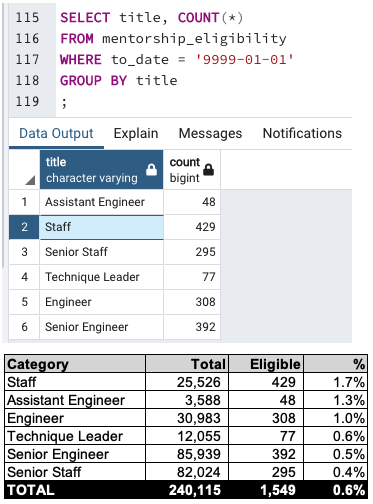 115 SELECT title, COUNT(*)
116 FROM mentorship_eligibility
117 WHERE to_date = '9999-01-01'
118 GROUP BY title
119 ;
Data Output Explain Messages Notifications
title count
character varying bigint
1 Assistant Engineer 48
2 Staff 429
3 Senior Staff 295
4 Technique Leader 77
5 Engineer 308
6 Senior Engineer 392
Category Total Eligible %
Staff 25,526 429 1.7%
Assistant Engineer 3,588 48 1.3%
Engineer 30,983 308 1.0%
Technique Leader 12,055 77 0.6%
Senior Engineer 85,939 392 0.5%
Senior Staff 82,024 295 0.4%
TOTAL 240,115 1,549 0.6%